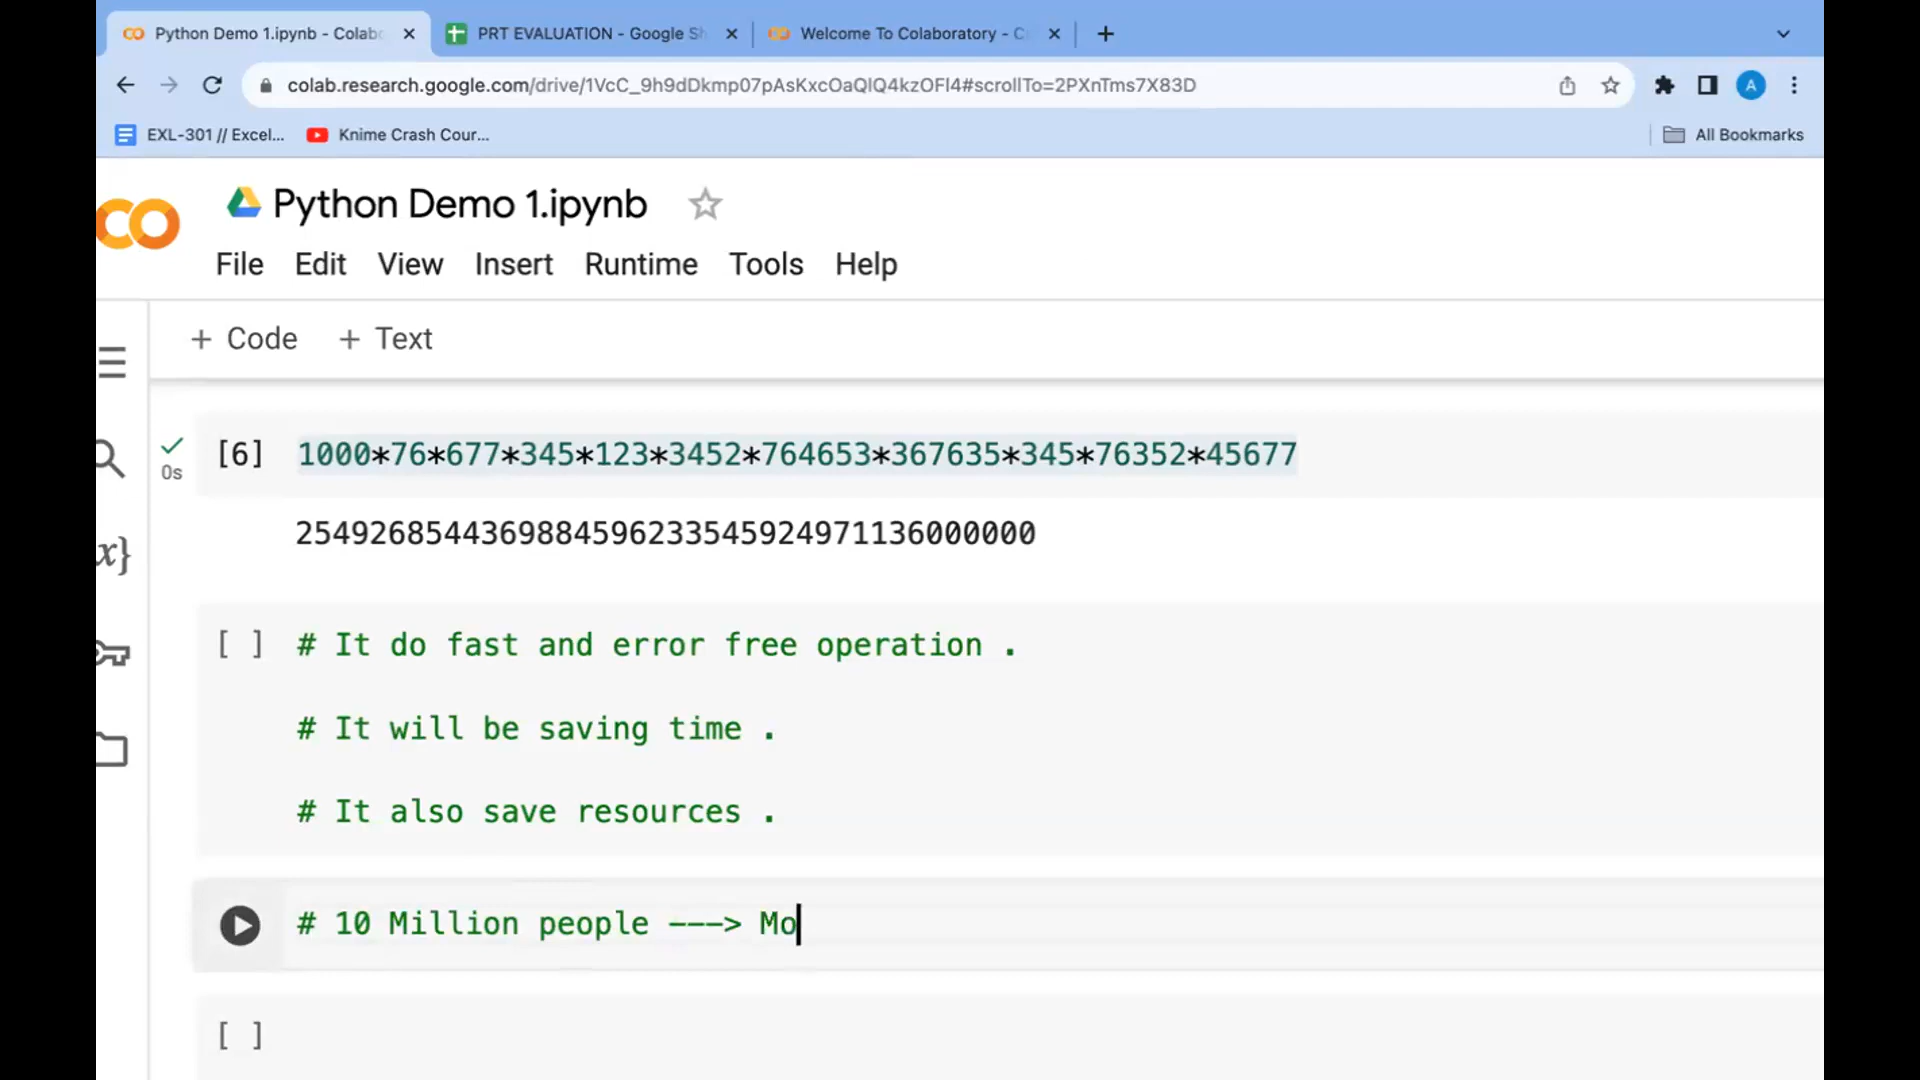 Python Demo 1.ipynb - Colab
PRT EVALUATION - Google Sh
Welcome To Colaboratory - C
colab.research.google.com/drive/1VcC_9h9dDkmp07pAsKxcOaQlQ4kzOFl4#scrollTo=2PXnTms7X83D
A
EXL-301 // Excel...
Knime Crash Cour...
All Bookmarks
Python Demo 1.ipynb
File Edit View Insert Runtime Tools Help
+ Code + Text
[6] 1000*76*677*345*123*3452*764653*367635*345*76352*45677
0s
25492685443698845962335459249711360000000
[ ] # It do fast and error free operation .
# It will be saving time .
# It also save resources .
# 10 Million people ---> Mo
[ ]
{x}